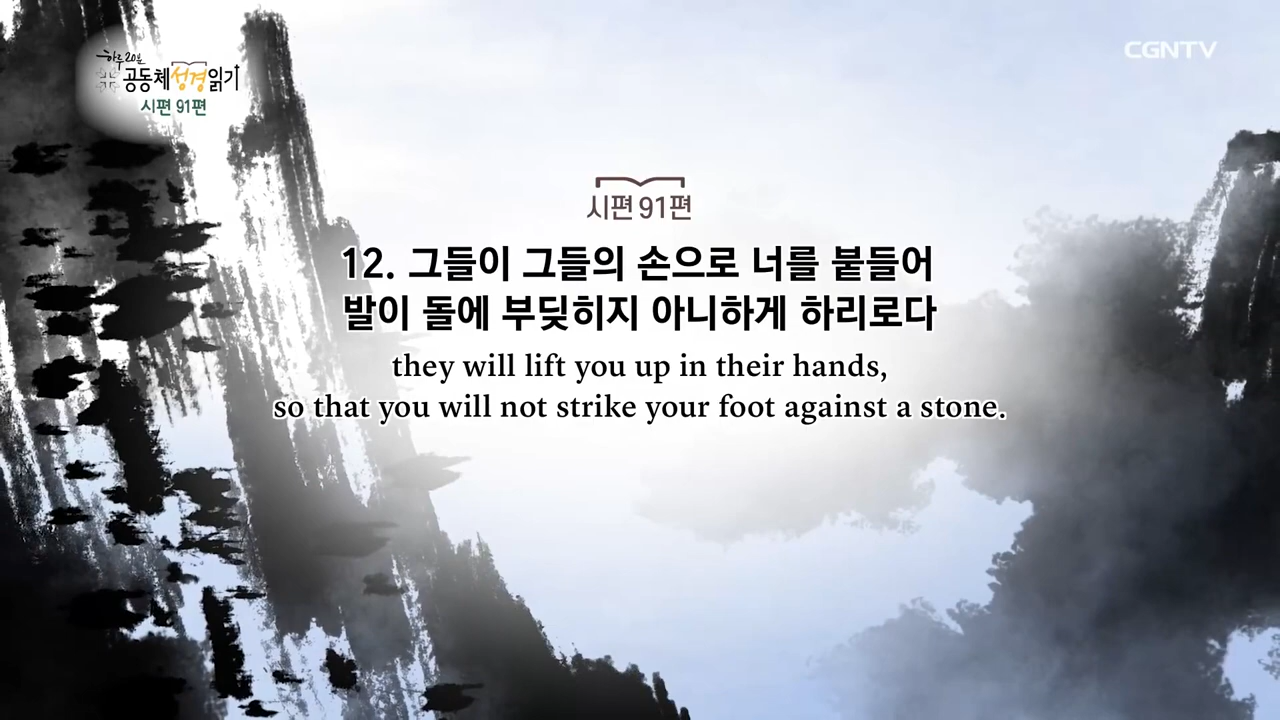 하루 20분
공동체성경읽기
시편 91편
CGNTV
시편 91편
12. 그들이 그들의 손으로 너를 붙들어
발이 돌에 부딪히지 아니하게 하리로다
they will lift you up in their hands,
so that you will not strike your foot against a stone.